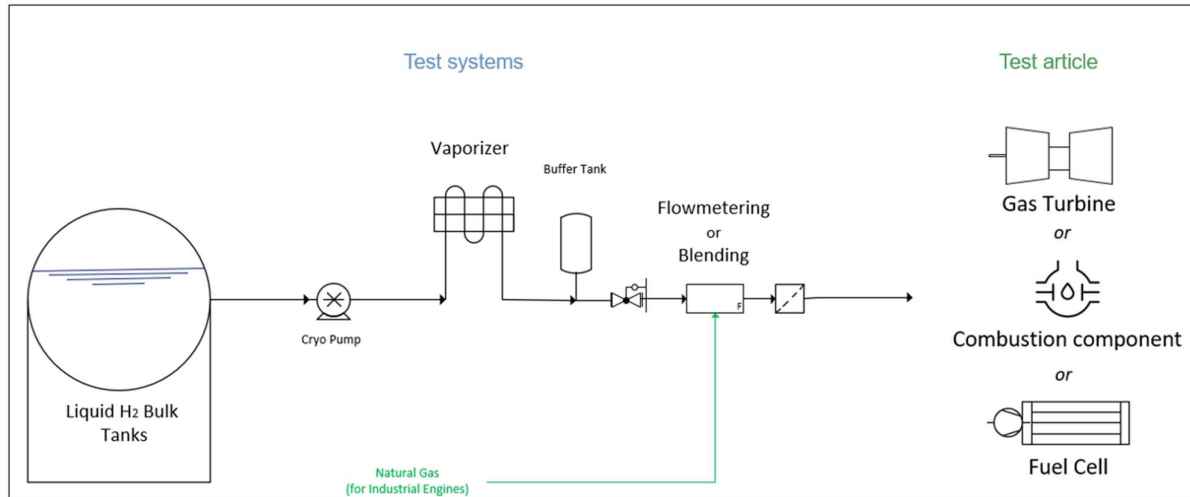 Test systems
Test article
Vaporizer
Buffer Tank
Flowmetering
or
Blending
F
Cryo Pump
Liquid H2 Bulk
Tanks
Natural Gas
(for Industrial Engines)
Gas Turbine
or
Combustion component
or
Fuel Cell